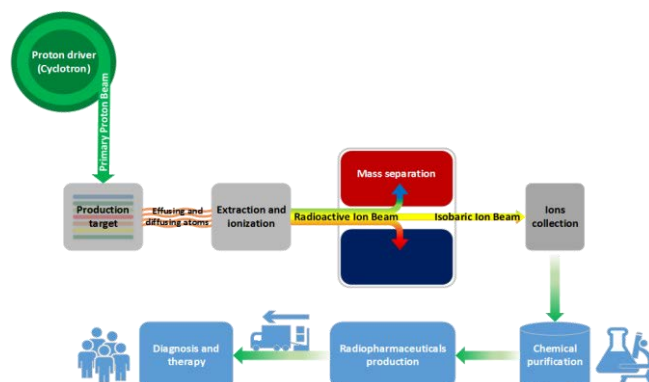 Proton driver
(Cyclotron)
Primary Proton Beam
Production
target
Effusing and
diffusing atoms
Extraction and
ionization
Mass separation
Radioactive Ion Beam
Isobaric Ion Beam
Ions
collection
Diagnosis and
therapy
Radiopharmaceuticals
production
Chemical
purification